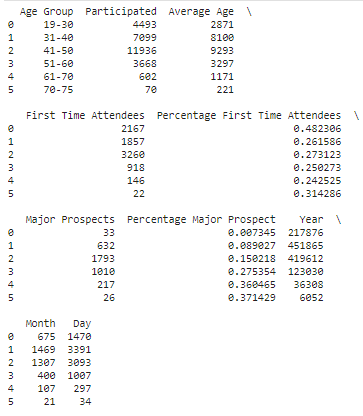 Age Group Participated Average Age \
0 19-30 4493 2871
1 31-40 7099 8100
2 41-50 11936 9293
3 51-60 3668 3297
4 61-70 602 1171
5 70-75 70 221
First Time Attendees Percentage First Time Attendees \
0 2167 0.482306
1 1857 0.261586
2 3260 0.273123
3 918 0.250273
4 146 0.242525
5 22 0.314286
Major Prospects Percentage Major Prospect Year \
0 33 0.007345 217876
1 632 0.089027 451865
2 1793 0.150218 419612
3 1010 0.275354 123030
4 217 0.360465 36308
5 26 0.371429 6052
Month Day
0 675 1470
1 1469 3391
2 1307 3093
3 400 1007
4 107 297
5 21 34